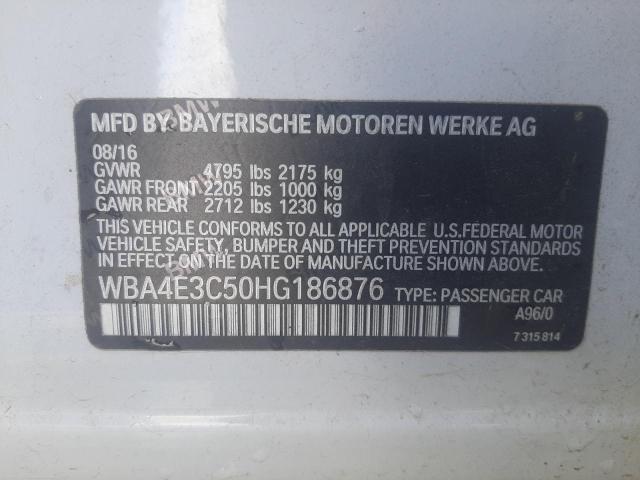 MFD BY: BAYERISCHE MOTOREN WERKE AG
08/16
GVWR 4795 lbs 2175 kg
GAWR FRONT 2205 lbs 1000 kg
GAWR REAR 2712 lbs 1230 kg
THIS VEHICLE CONFORMS TO ALL APPLICABLE U.S.FEDERAL MOTOR
VEHICLE SAFETY, BUMPER AND THEFT PREVENTION STANDARDS
IN EFFECT ON THE DATE OF MANUFACTURE SHOWN ABOVE.
WBA4E3C50HG186876 TYPE: PASSENGER CAR
A96/0
7 315 814
BMW